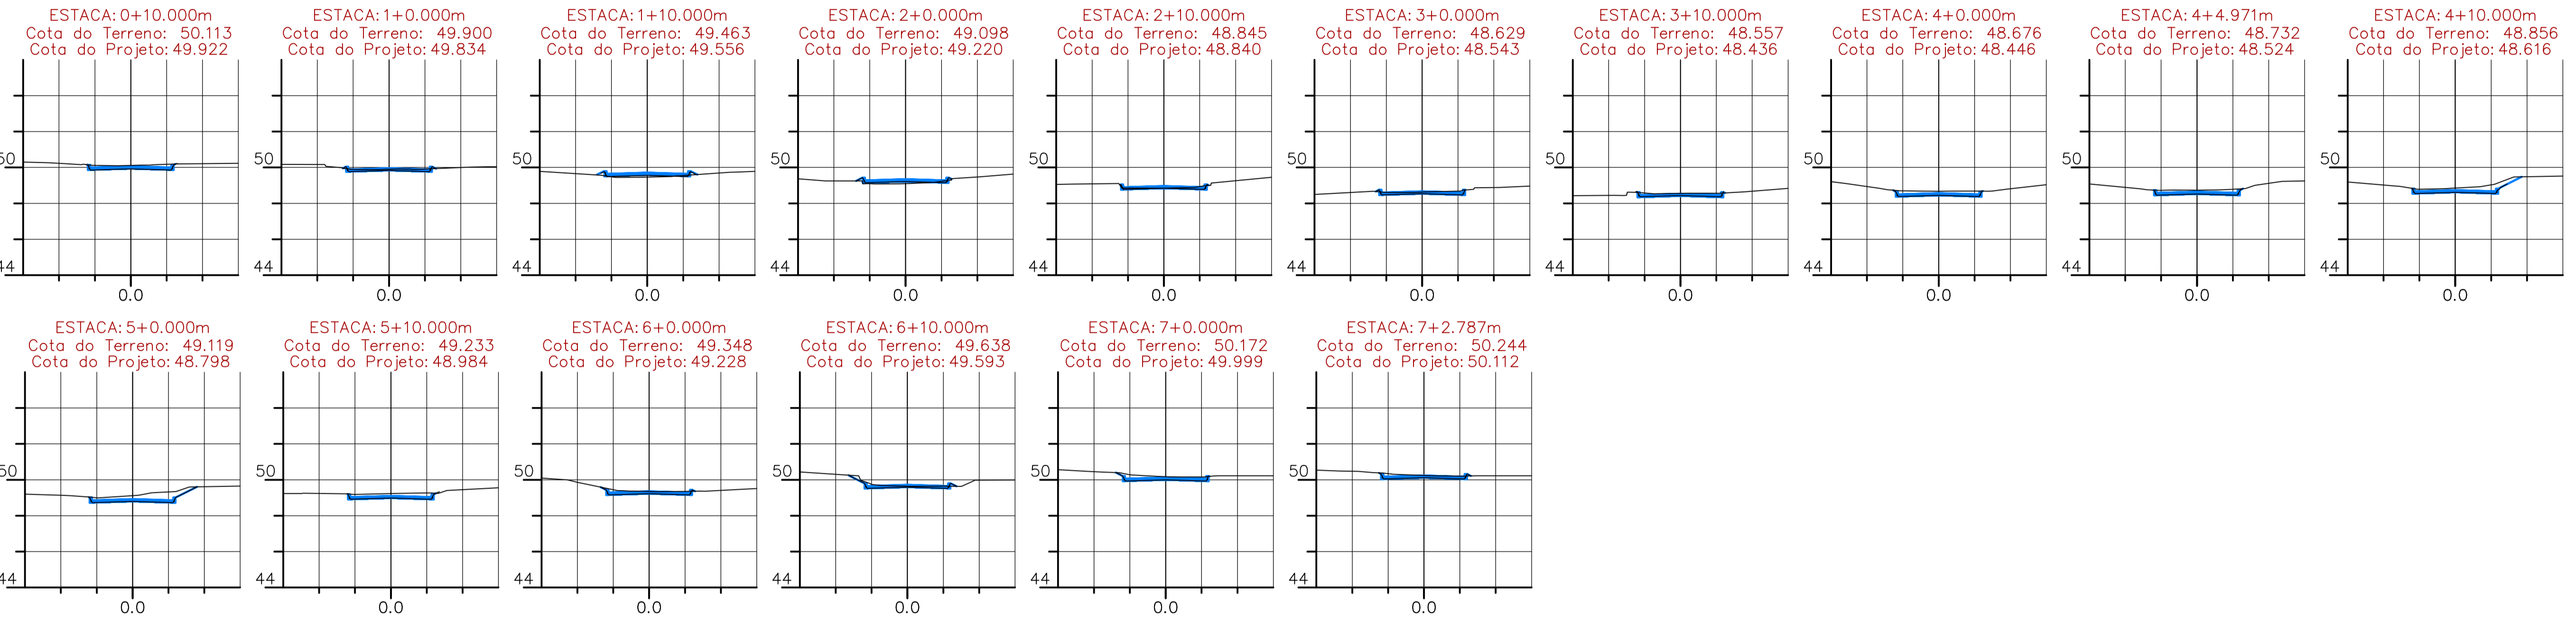 ESTACA: 0+10.000m
Cota do Terreno: 50.113
Cota do Projeto: 49.922
50
44
0.0
ESTACA: 1+0.000m
Cota do Terreno: 49.900
Cota do Projeto: 49.834
50
44
0.0
ESTACA: 1+10.000m
Cota do Terreno: 49.463
Cota do Projeto: 49.556
50
44
0.0
ESTACA: 2+0.000m
Cota do Terreno: 49.098
Cota do Projeto: 49.220
50
44
0.0
ESTACA: 2+10.000m
Cota do Terreno: 48.845
Cota do Projeto: 48.840
50
44
0.0
ESTACA: 3+0.000m
Cota do Terreno: 48.629
Cota do Projeto: 48.543
50
44
0.0
ESTACA: 3+10.000m
Cota do Terreno: 48.557
Cota do Projeto: 48.436
50
44
0.0
ESTACA: 4+0.000m
Cota do Terreno: 48.676
Cota do Projeto: 48.446
50
44
0.0
ESTACA: 4+4.971m
Cota do Terreno: 48.732
Cota do Projeto: 48.524
50
44
0.0
ESTACA: 4+10.000m
Cota do Terreno: 48.856
Cota do Projeto: 48.616
50
44
0.0
ESTACA: 5+0.000m
Cota do Terreno: 49.119
Cota do Projeto: 48.798
50
44
0.0
ESTACA: 5+10.000m
Cota do Terreno: 49.233
Cota do Projeto: 48.984
50
44
0.0
ESTACA: 6+0.000m
Cota do Terreno: 49.348
Cota do Projeto: 49.228
50
44
0.0
ESTACA: 6+10.000m
Cota do Terreno: 49.638
Cota do Projeto: 49.593
50
44
0.0
ESTACA: 7+0.000m
Cota do Terreno: 50.172
Cota do Projeto: 49.999
50
44
0.0
ESTACA: 7+2.787m
Cota do Terreno: 50.244
Cota do Projeto: 50.112
50
44
0.0